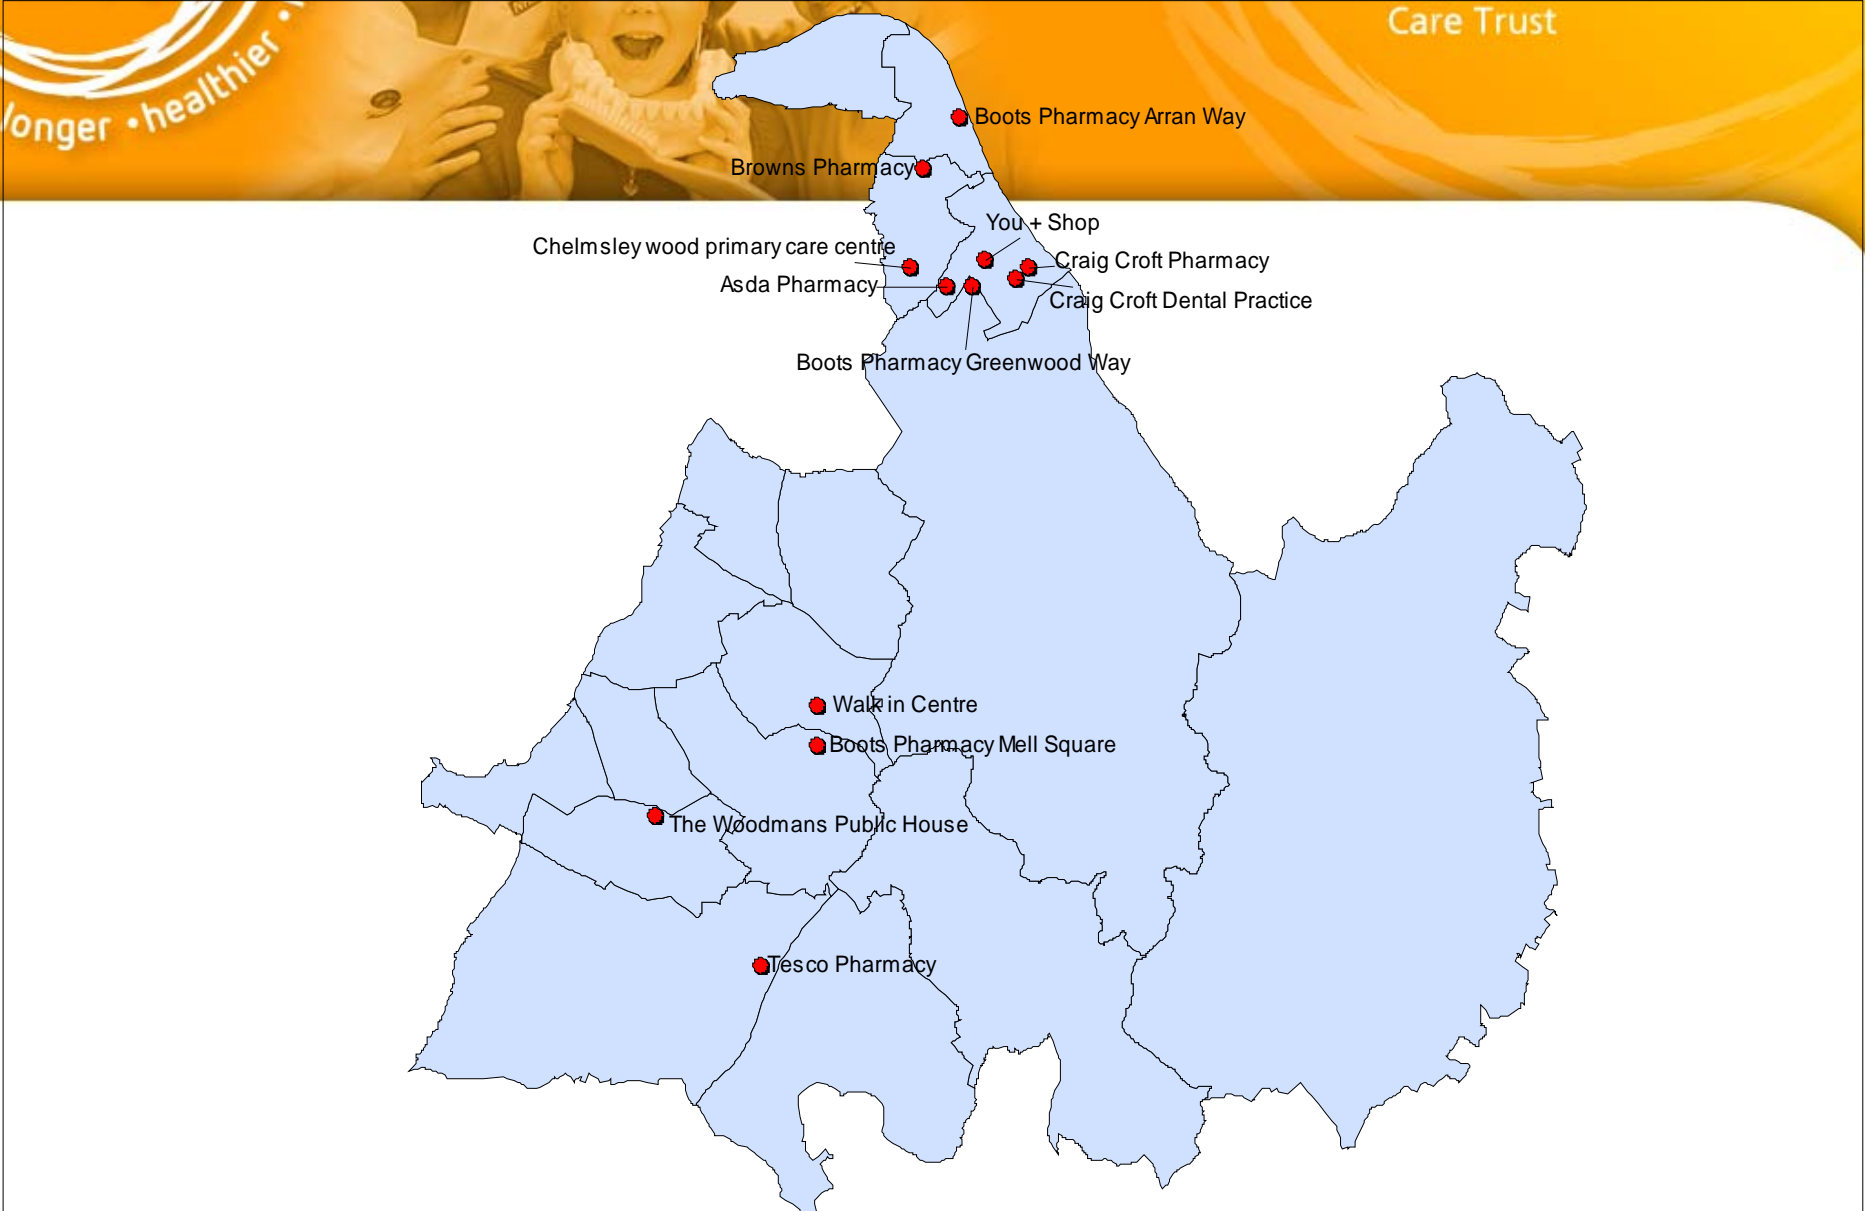 Care Trust
longer • healthier •
Boots Pharmacy Arran Way
Browns Pharmacy
You + Shop
Chelmsley wood primary care centre
Craig Croft Pharmacy
Asda Pharmacy
Craig Croft Dental Practice
Boots Pharmacy Greenwood Way
Walk in Centre
Boots Pharmacy Mell Square
The Woodmans Public House
Tesco Pharmacy